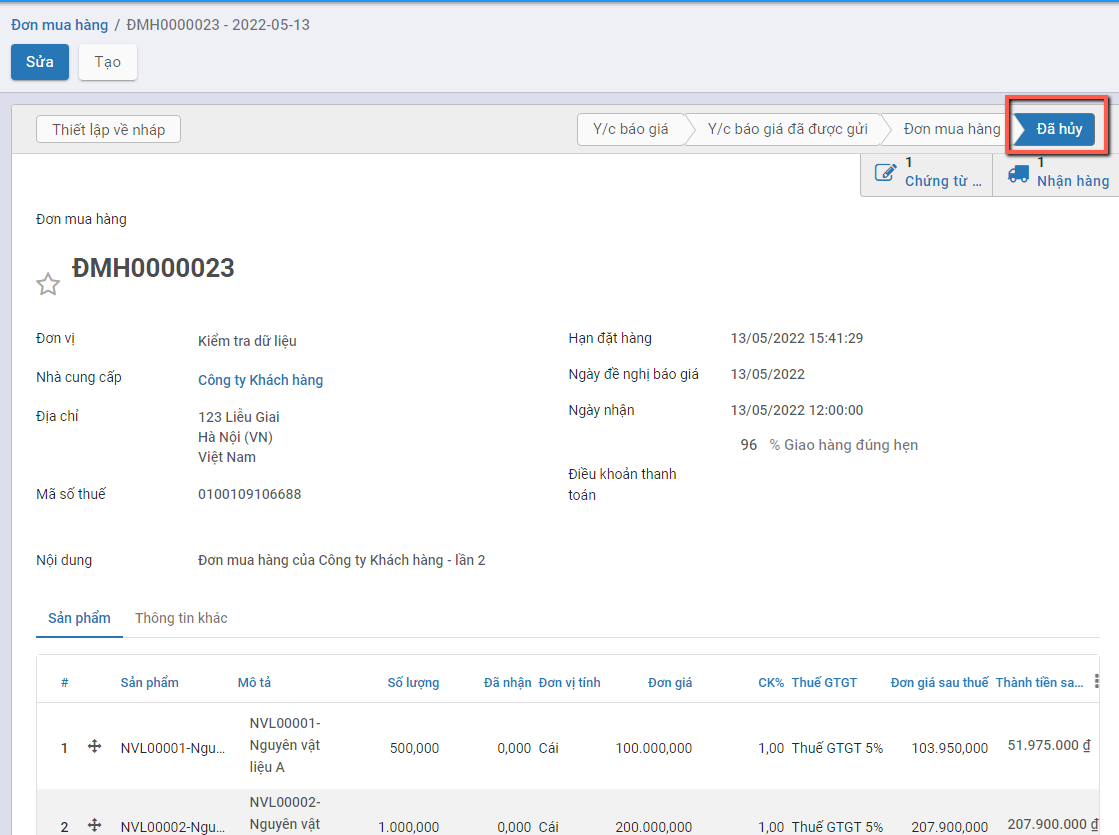 Đơn mua hàng / ĐMH0000023 - 2022-05-13
Sửa Tạo
Thiết lập về nháp Y/c báo giá Y/c báo giá đã được gửi Đơn mua hàng Đã hủy
1 Chứng từ ... 1 Nhận hàng
Đơn mua hàng
ĐMH0000023
Đơn vị Kiểm tra dữ liệu
Nhà cung cấp Công ty Khách hàng
Địa chỉ 123 Liễu Giai
Hà Nội (VN)
Việt Nam
Mã số thuế 0100109106688
Hạn đặt hàng 13/05/2022 15:41:29
Ngày đề nghị báo giá 13/05/2022
Ngày nhận 13/05/2022 12:00:00
96 % Giao hàng đúng hẹn
Điều khoản thanh
toán
Nội dung Đơn mua hàng của Công ty Khách hàng - lần 2
Sản phẩm Thông tin khác
# Sản phẩm Mô tả Số lượng Đã nhận Đơn vị tính Đơn giá CK% Thuế GTGT Đơn giá sau thuế Thành tiền sa...
1 NVL00001-Ngu... NVL00001-
Nguyên vật
liệu A
500,000 0,000 Cái 100.000,000 1,00 Thuế GTGT 5% 103.950,000 51.975.000 ₫
2 NVL00002-Ngu... NVL00002-
Nguyên vật
1.000,000 0,000 Cái 200.000,000 1,00 Thuế GTGT 5% 207.900,000 207.900.000 ₫